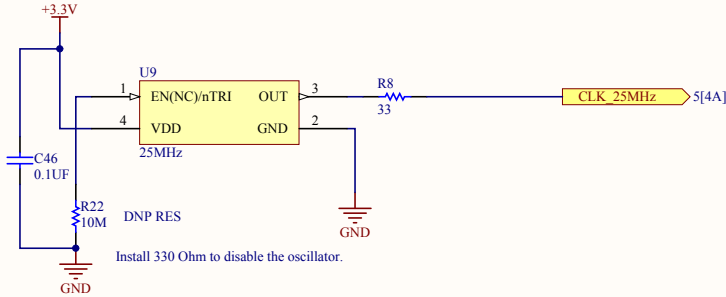 +3.3V
U9
1 EN(NC)/nTRI OUT 3
4 VDD GND 2
25MHz
R8
33
CLK_25MHz 5[4A]
C46
0.1UF
R22
10M
DNP RES
GND
Install 330 Ohm to disable the oscillator.
GND